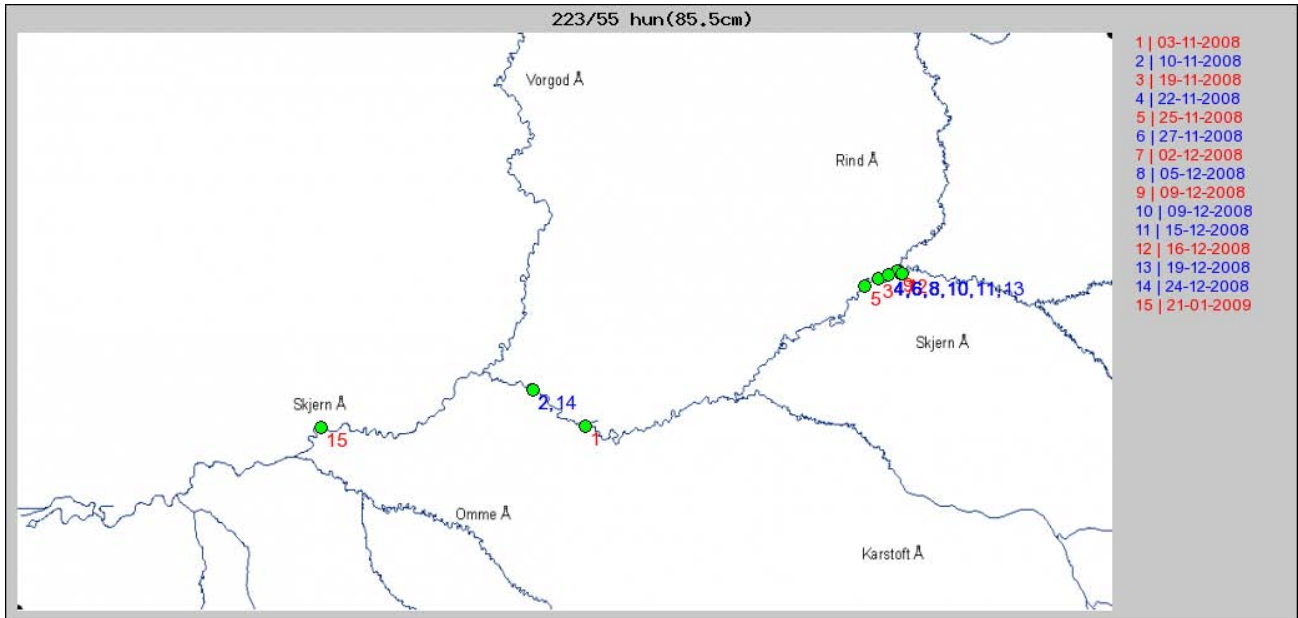 223/55 hun(85.5cm)
Vorgod Å
Rind Å
5
3
4,6,8,10,11,13
Skjern Å
Skjern Å
2,14
15
1
Omme Å
Karstoft Å
1 | 03-11-2008
2 | 10-11-2008
3 | 19-11-2008
4 | 22-11-2008
5 | 25-11-2008
6 | 27-11-2008
7 | 02-12-2008
8 | 05-12-2008
9 | 09-12-2008
10 | 09-12-2008
11 | 15-12-2008
12 | 16-12-2008
13 | 19-12-2008
14 | 24-12-2008
15 | 21-01-2009